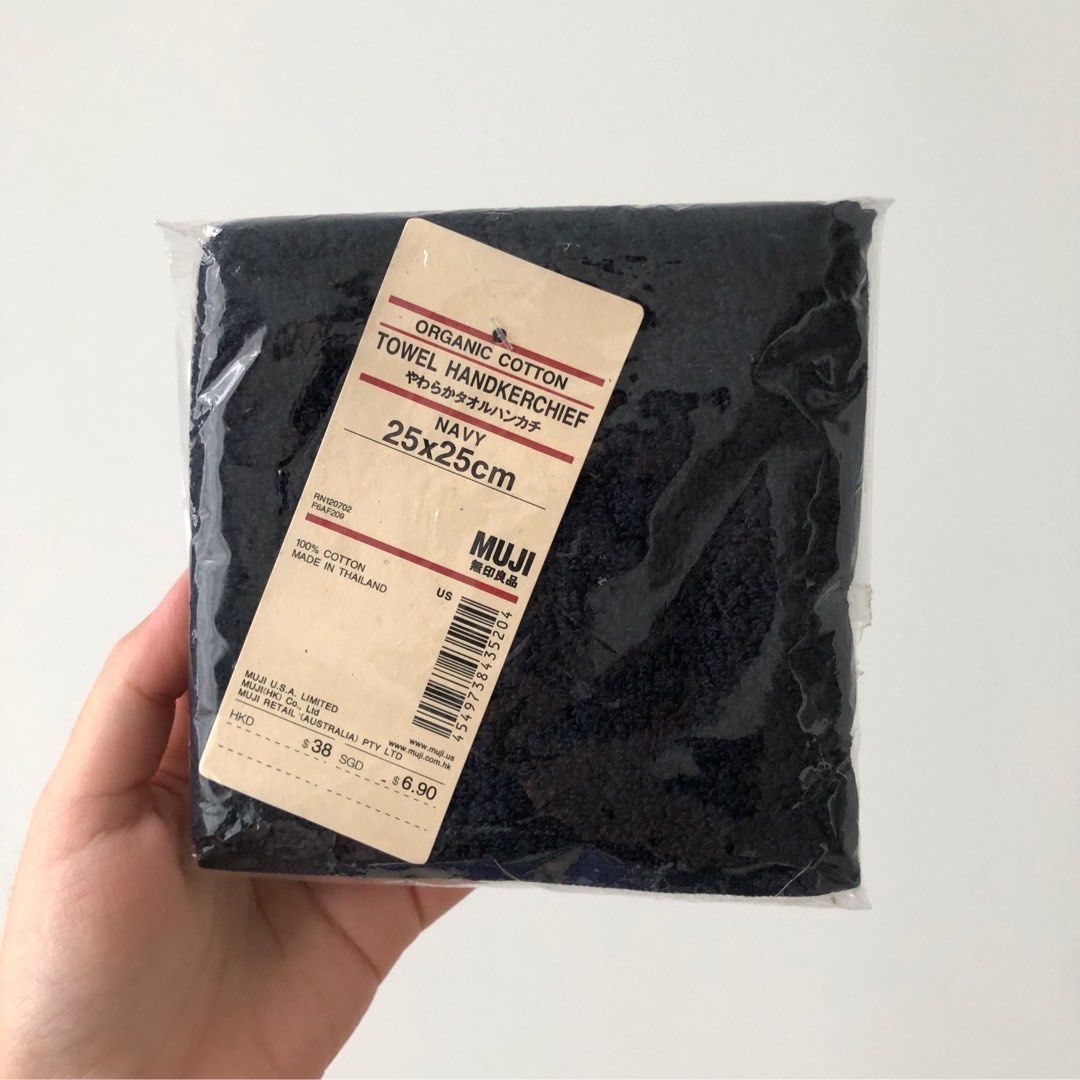 ORGANIC COTTON
TOWEL HANDKERCHIEF
やわらかタオルハンカチ
NAVY
25x25cm
RN120702
F6AF209
100% COTTON
MADE IN THAILAND
MUJI
無印良品
US
4549738435204
MUJI U.S.A. LIMITED
MUJI(HK) Co., Ltd
MUJI RETAIL (AUSTRALIA) PTY LTD
www.muji.us
www.muji.com.hk
HKD $38 SGD $6.90